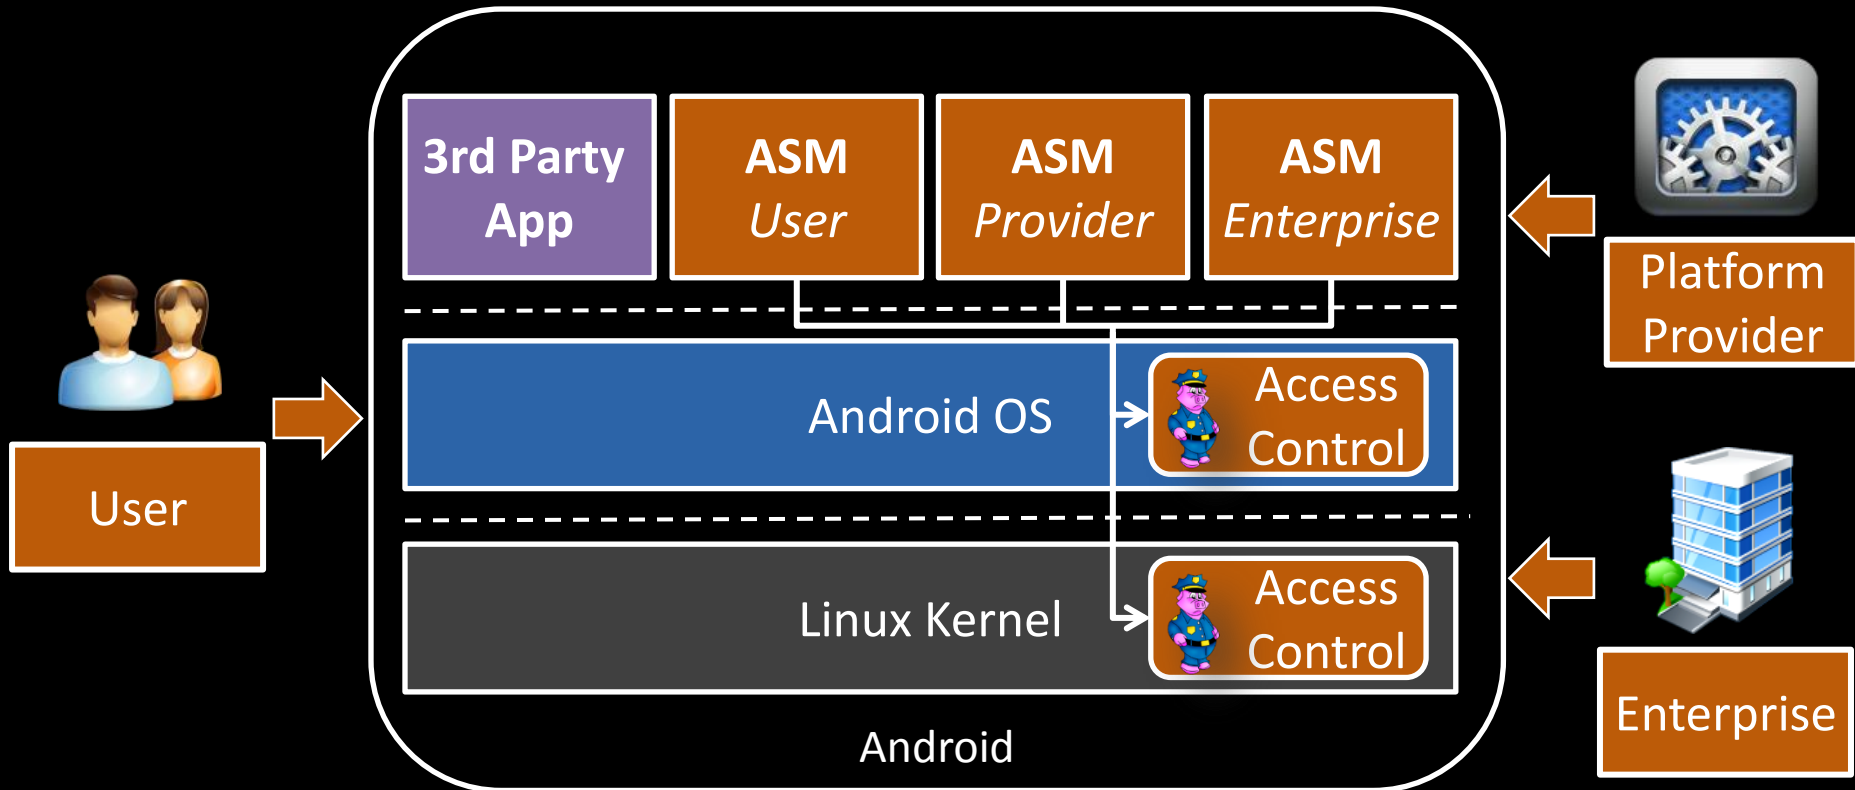 3rd Party
App
ASM
User
ASM
Provider
ASM
Enterprise
Platform
Provider
User
Android OS
Access
Control
Linux Kernel
Access
Control
Enterprise
Android